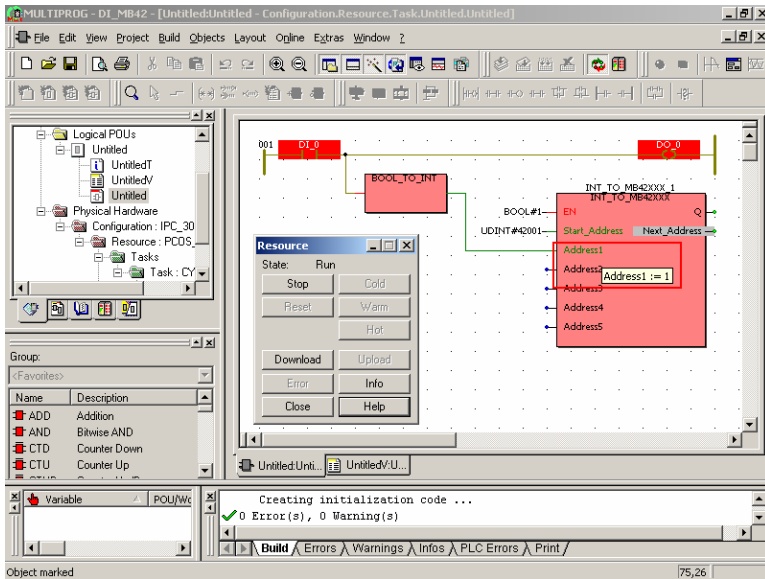 MULTIPROG - DI_MB42 - [Untitled:Untitled - Configuration.Resource.Task.Untitled.Untitled]
File Edit View Project Build Objects Layout Online Extras Window ?
Logical POUs
Untitled
UntitledT
UntitledV
Untitled
Physical Hardware
Configuration : IPC_30
Resource : PCOS_
Tasks
Task : CY
001 DI_0 DO_0
BOOL_TO_INT
INT_TO_MB42XXX_1
INT_TO_MB42XXX
BOOL#1 EN Q
UDINT#42001 Start_Address Next_Address
Address1
Address2
Address1 := 1
Address3
Address4
Address5
Resource
State: Run
Stop Cold
Reset Warm
Hot
Download Upload
Error Info
Close Help
Group:
<Favorites>
Name Description
ADD Addition
AND Bitwise AND
CTD Counter Down
CTU Counter Up
Untitled:Unti... UntitledV:U...
Variable POU/Wo
Creating initialization code ...
0 Error(s), 0 Warning(s)
Build Errors Warnings Infos PLC Errors Print
Object marked 75,26